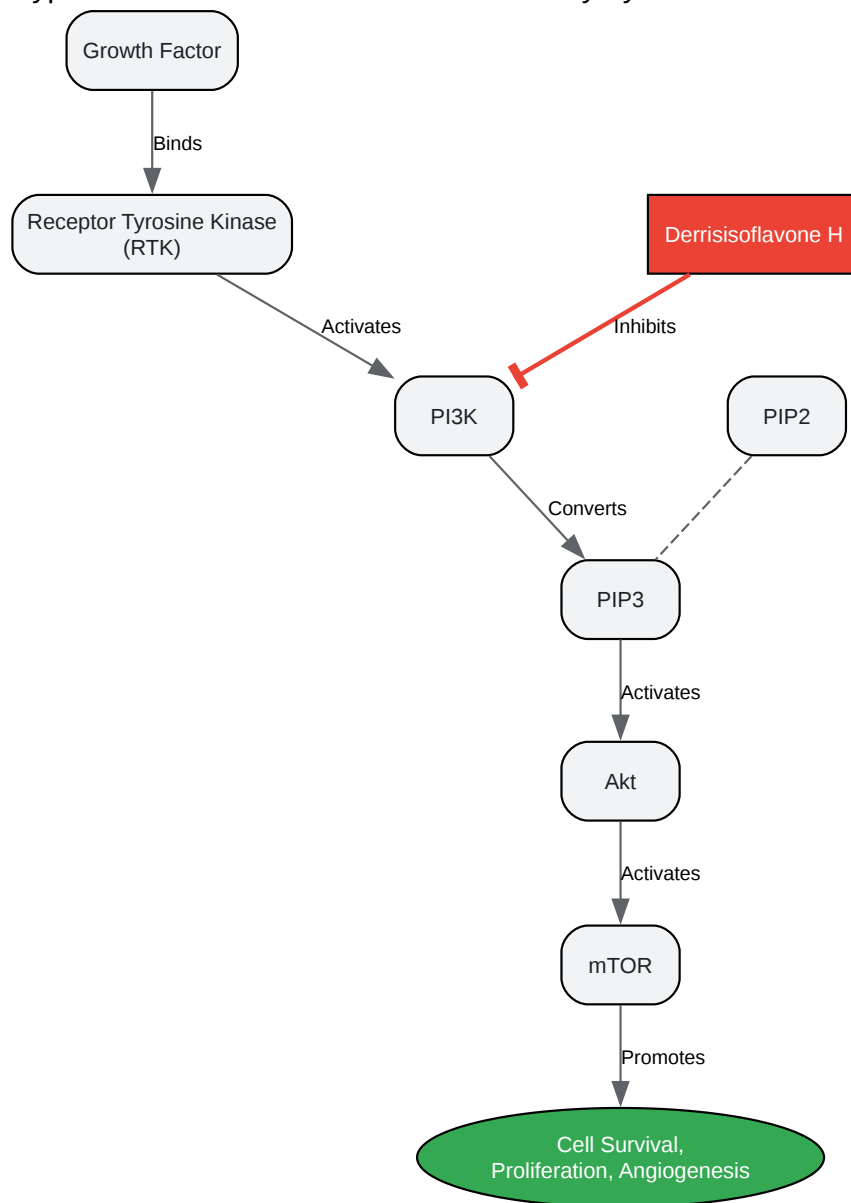 Growth Factor
Binds
Receptor Tyrosine Kinase
(RTK)
Derrisisoflavone H
Activates
Inhibits
PI3K
PIP2
Converts
PIP3
Activates
Akt
Activates
mTOR
Promotes
Cell Survival,
Proliferation, Angiogenesis